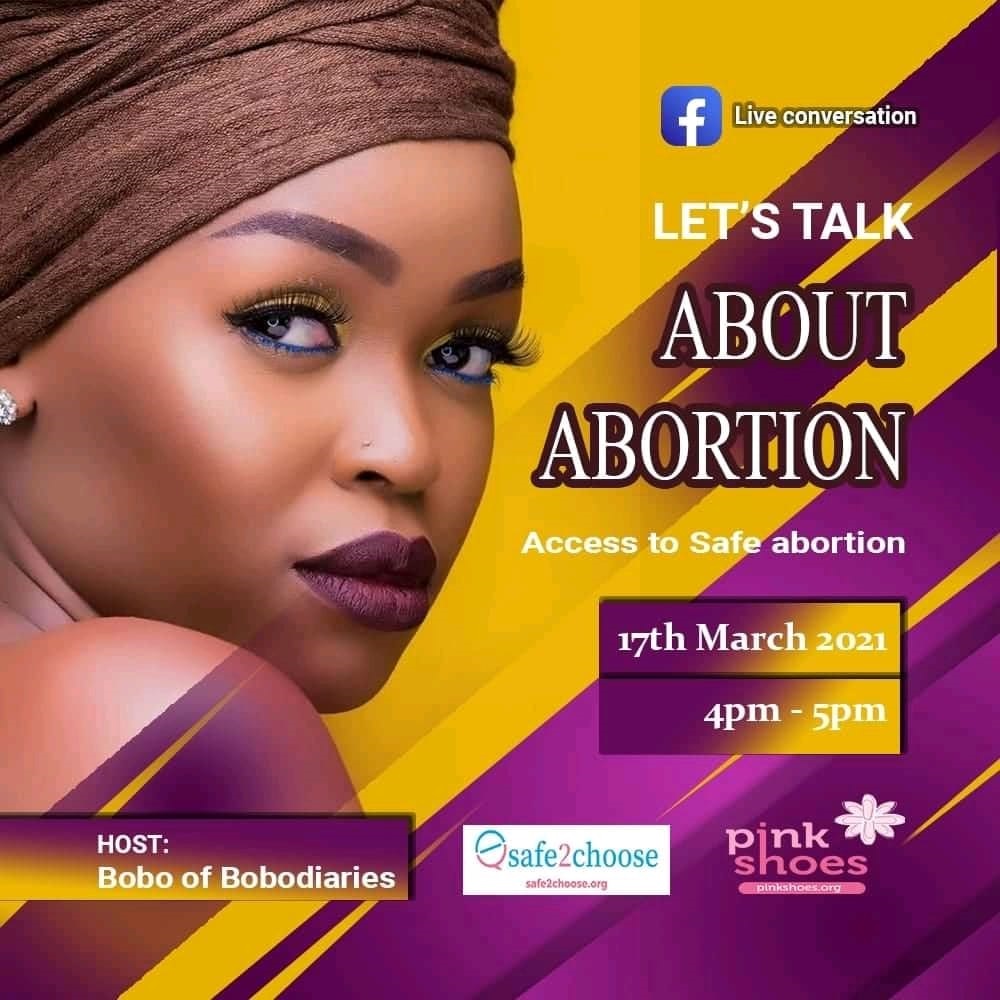 Live conversation
LET'S TALK
ABOUT
ABORTION
Access to Safe abortion
17th March 2021
4pm - 5pm
HOST:
Bobo of Bobodiaries
safe2choose
safe2choose.org
pink
shoes
pinkshoes.org